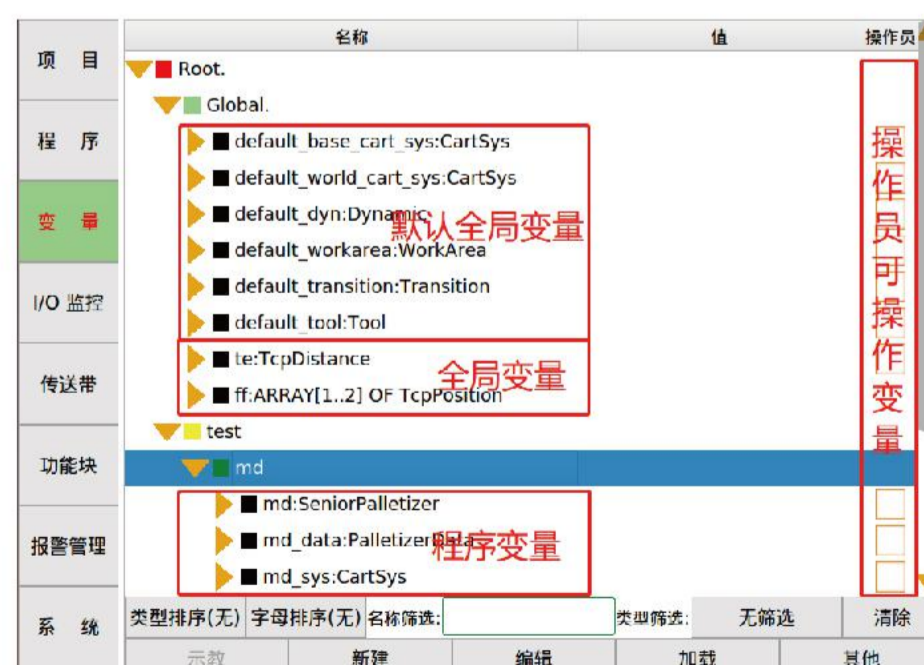 名称 值 操作员
项 目
程 序
变 量
I/O 监控
传送带
功能块
报警管理
系 统
Root.
Global.
default_base_cart_sys:CartSys
default_world_cart_sys:CartSys
default_dyn:Dynamic
default_workarea:WorkArea
default_transition:Transition
default_tool:Tool
默认全局变量
te:TcpDistance
ff:ARRAY[1..2] OF TcpPosition
全局变量
test
md
md:SeniorPalletizer
md_data:PalletizerData
md_sys:CartSys
程序变量
操作员可操作变量
类型排序(无) 字母排序(无) 名称筛选: 类型筛选: 无筛选 清除
示教 新建 编辑 加载 其他